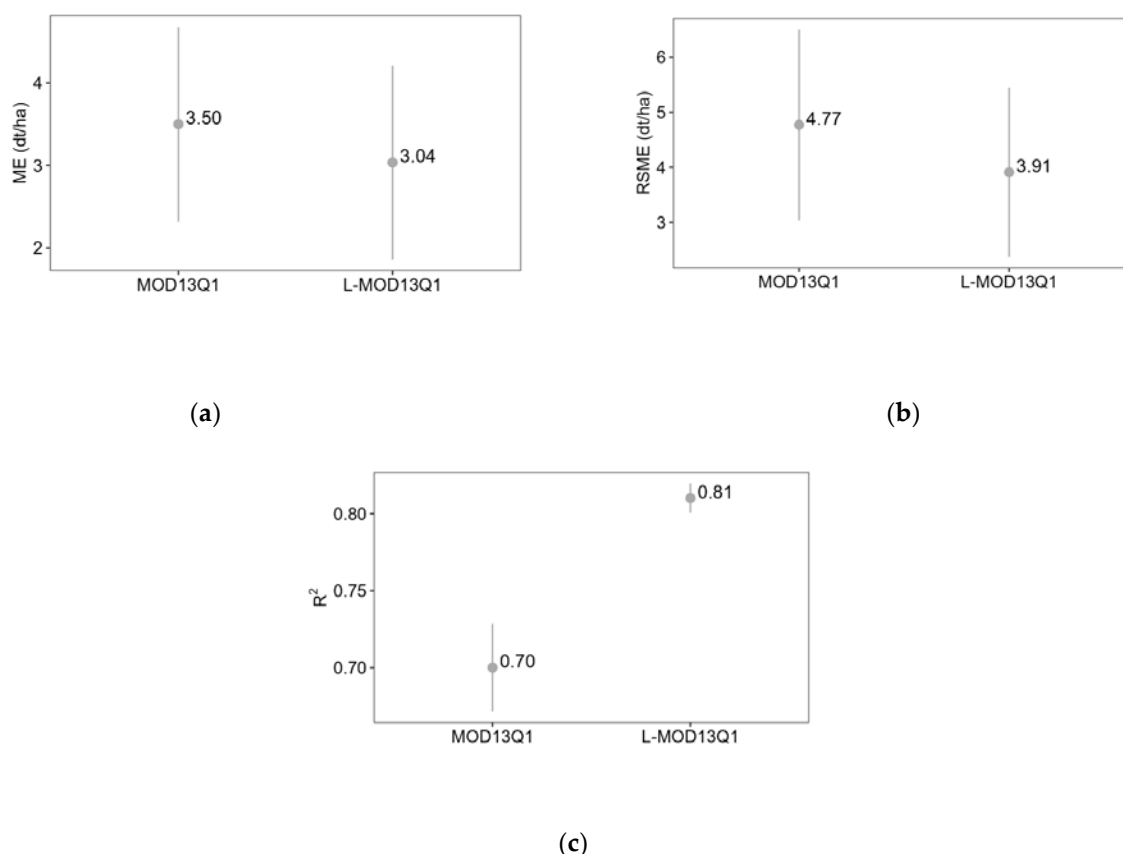 ME (dt/ha)
4
3
2
3.50
3.04
MOD13Q1 L-MOD13Q1
(a)
RSME (dt/ha)
6
5
4
3
4.77
3.91
MOD13Q1 L-MOD13Q1
(b)
R²
0.80
0.75
0.70
0.81
0.70
MOD13Q1 L-MOD13Q1
(c)